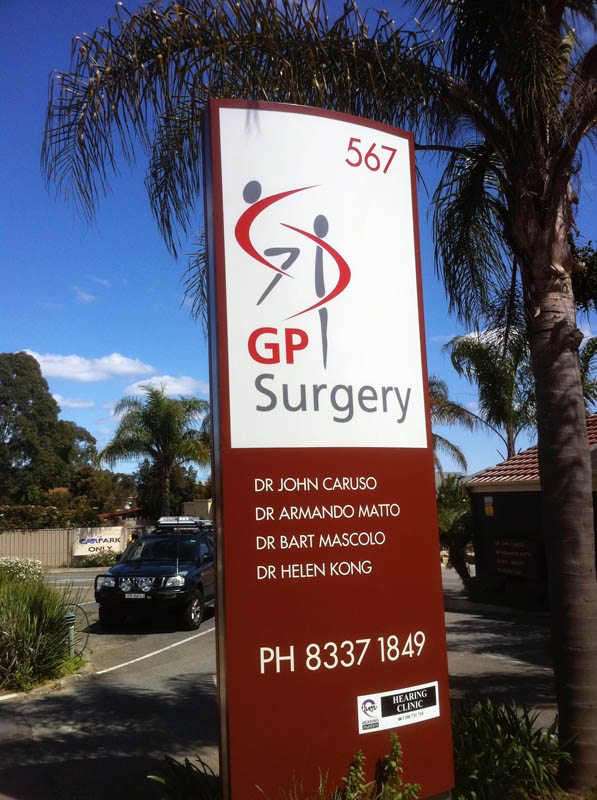 567
GP
Surgery
DR JOHN CARUSO
DR ARMANDO MATTO
DR BART MASCOLO
DR HELEN KONG
PH 8337 1849
HEARING
CLINIC
CARPARK
ONLY